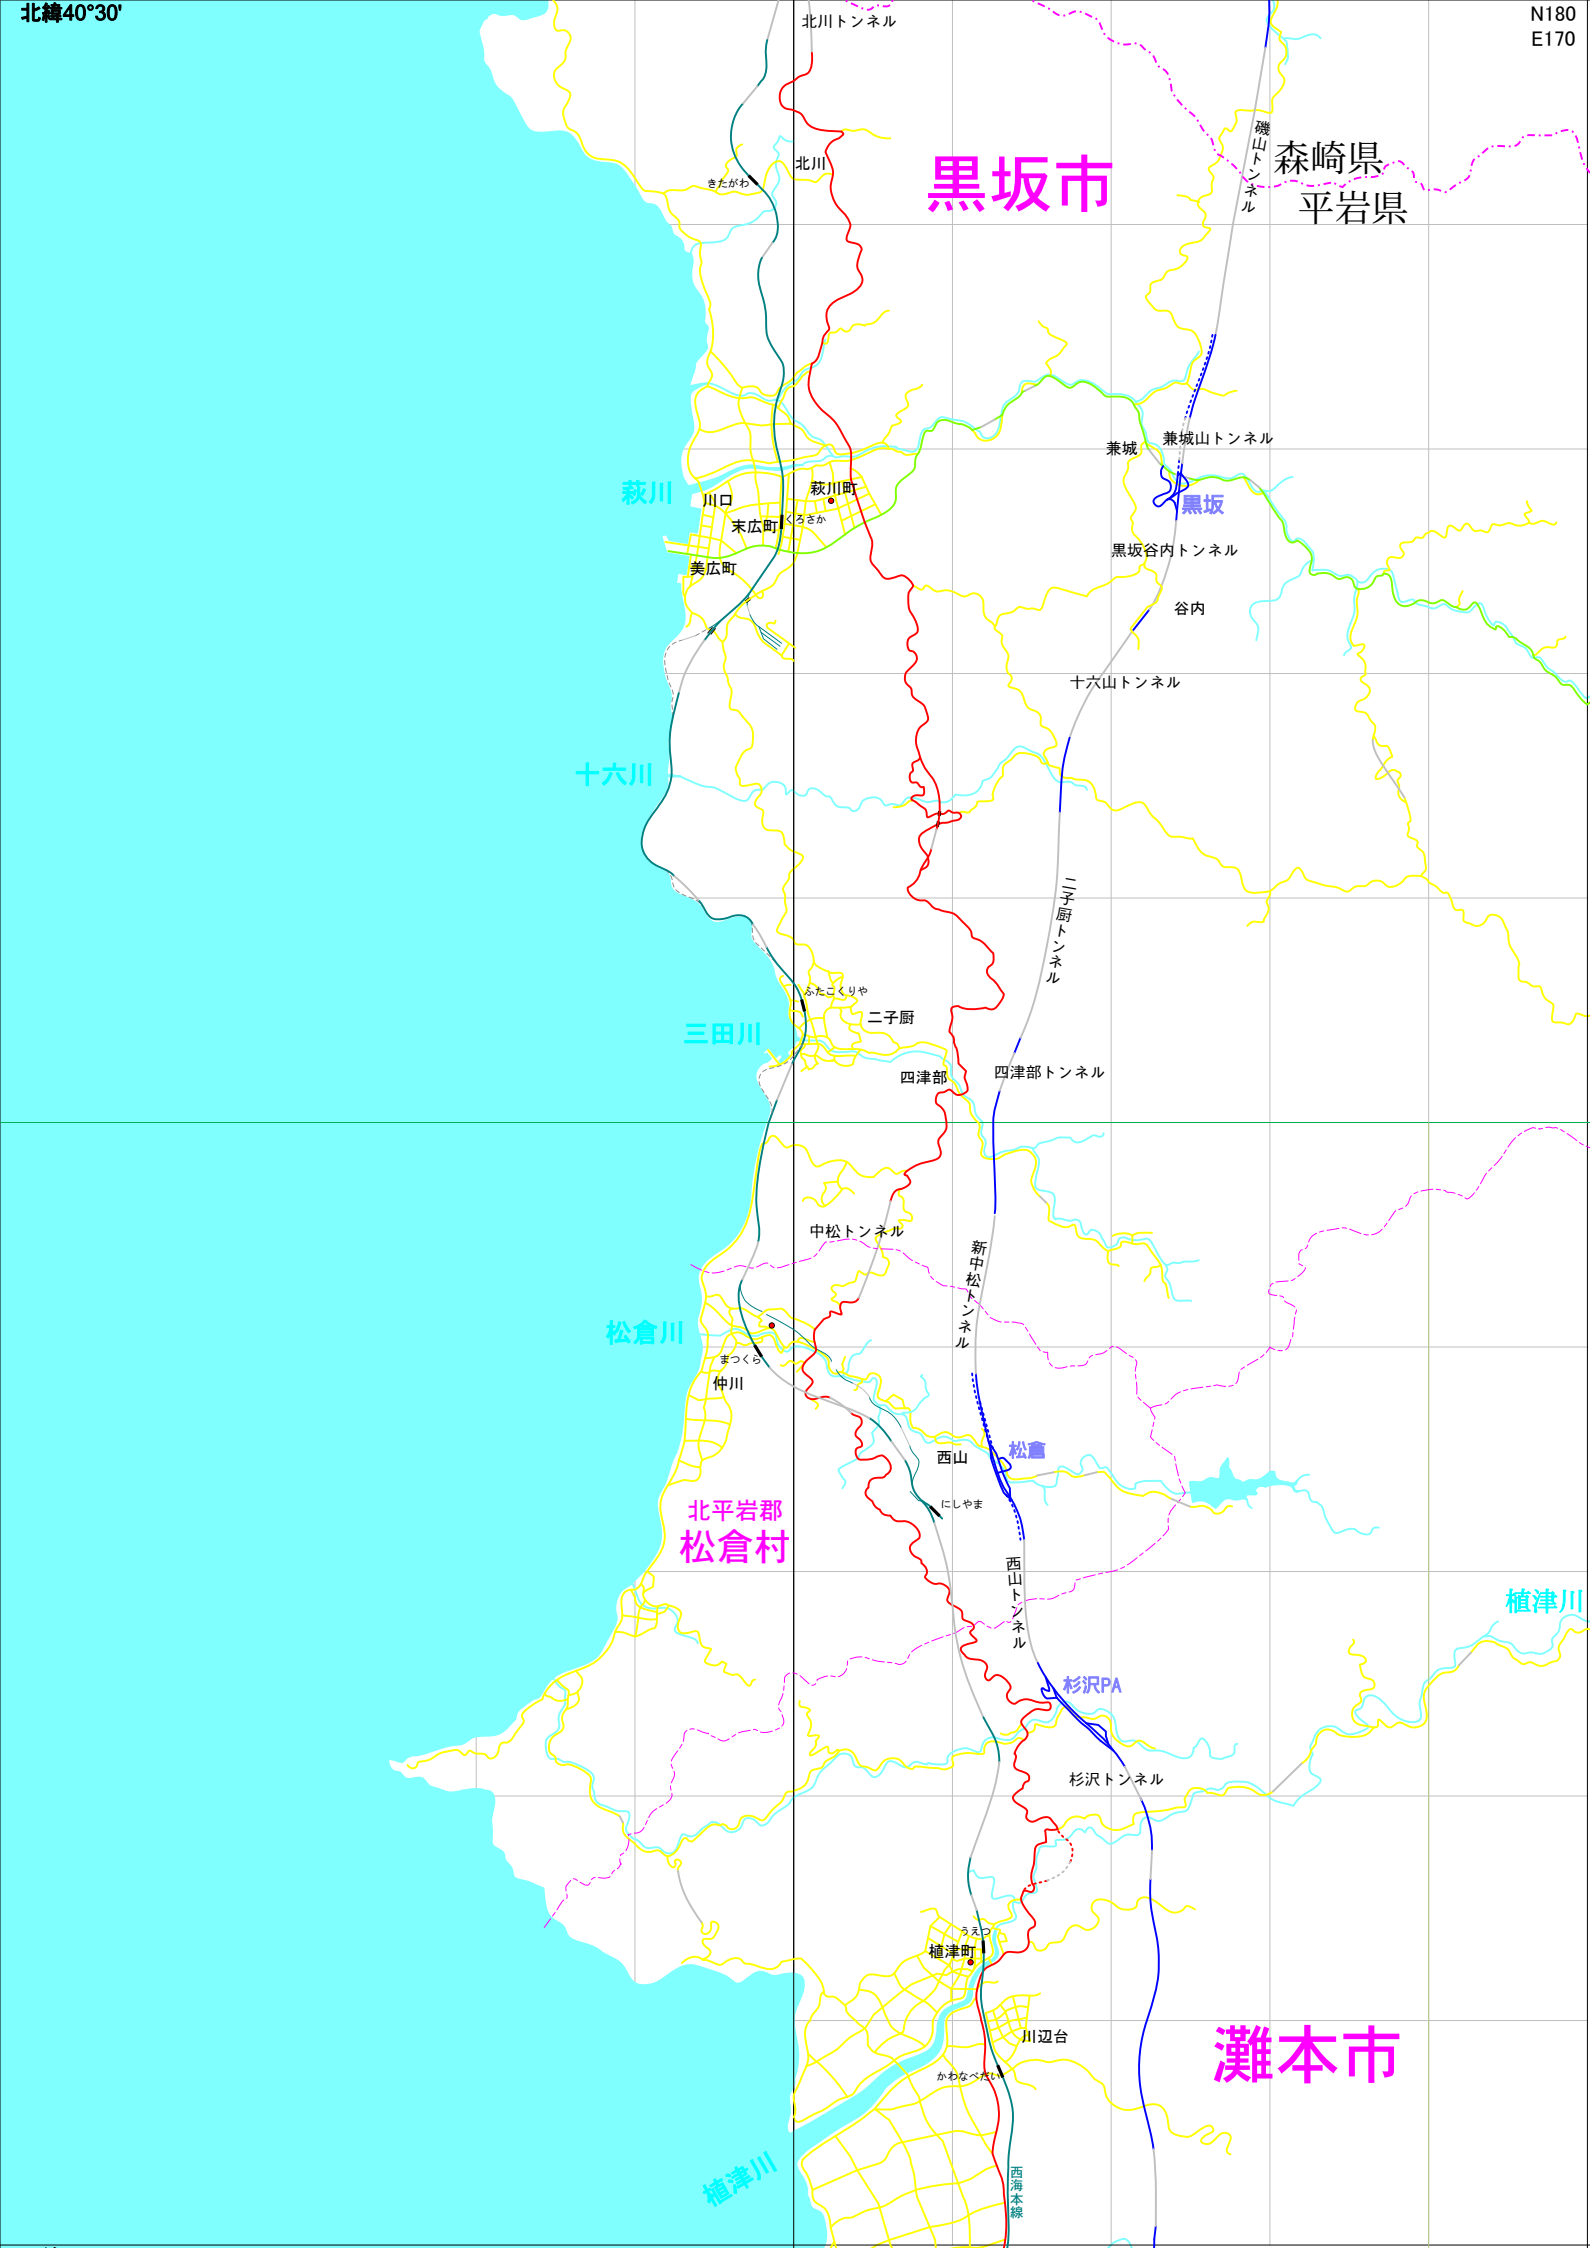 北緯40°30'
N180
E170
北川トンネル
磯山トンネル
森崎県
平岩県
黒坂市
北川
きたがわ
兼城
兼城山トンネル
萩川
川口
萩川町
黒坂
末広町
くろさか
黒坂谷内トンネル
美広町
谷内
十六山トンネル
十六川
二子厨トンネル
ふたこくりや
二子厨
三田川
四津部
四津部トンネル
中松トンネル
新中松トンネル
松倉川
まつくら
仲川
西山
松倉
にしやま
北平岩郡
松倉村
西山トンネル
植津川
杉沢PA
杉沢トンネル
うえつ
植津町
川辺台
灘本市
かわなべだい
植津川
西海本線